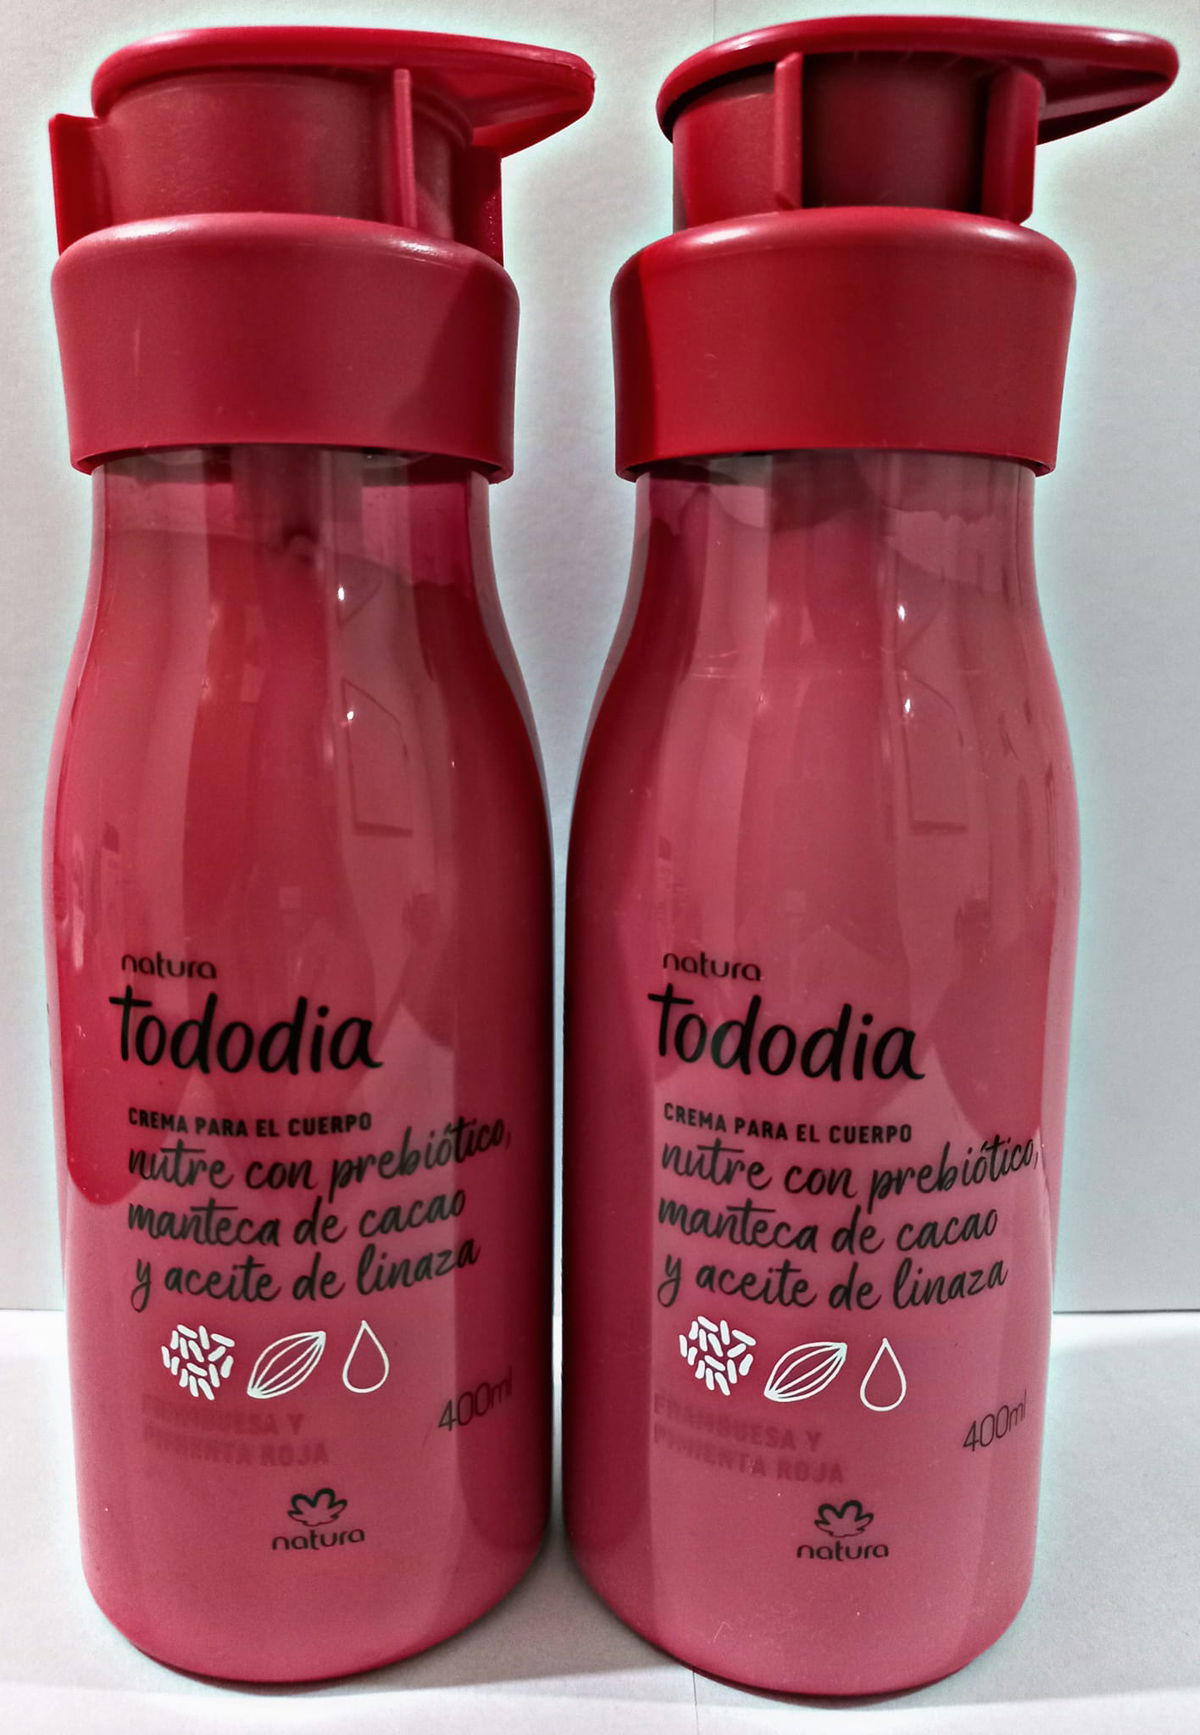 natura
tododia
CREMA PARA EL CUERPO
nutre con prebiótico,
manteca de cacao
y aceite de linaza
FRAMBUESA Y
PIMIENTA ROJA
400ml
natura
natura
tododia
CREMA PARA EL CUERPO
nutre con prebiótico,
manteca de cacao
y aceite de linaza
FRAMBUESA Y
PIMIENTA ROJA
400ml
natura